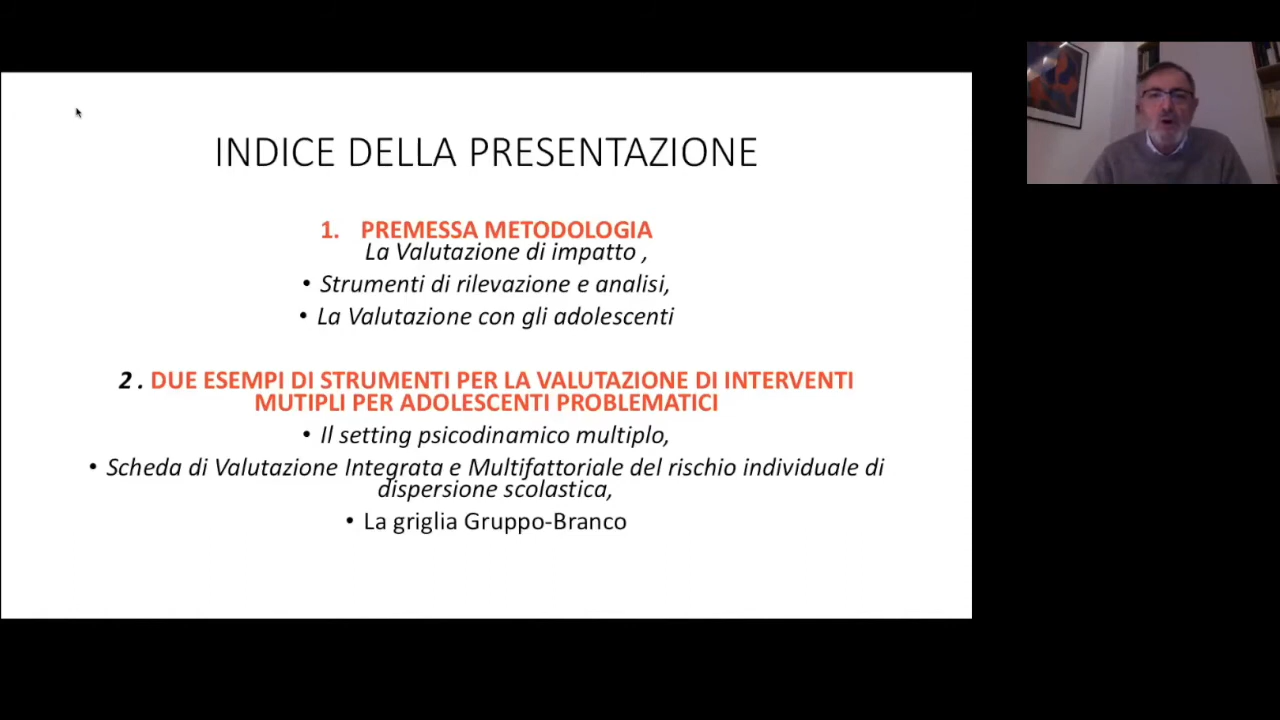 INDICE DELLA PRESENTAZIONE
1. PREMESSA METODOLOGIA
La Valutazione di impatto ,
• Strumenti di rilevazione e analisi,
• La Valutazione con gli adolescenti
2 . DUE ESEMPI DI STRUMENTI PER LA VALUTAZIONE DI INTERVENTI
MUTIPLI PER ADOLESCENTI PROBLEMATICI
• Il setting psicodinamico multiplo,
• Scheda di Valutazione Integrata e Multifattoriale del rischio individuale di
dispersione scolastica,
• La griglia Gruppo-Branco